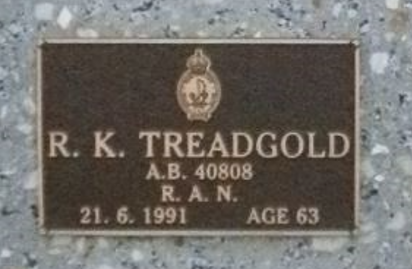 R. K. TREADGOLD
A.B. 40808
R. A. N.
21. 6. 1991 AGE 63